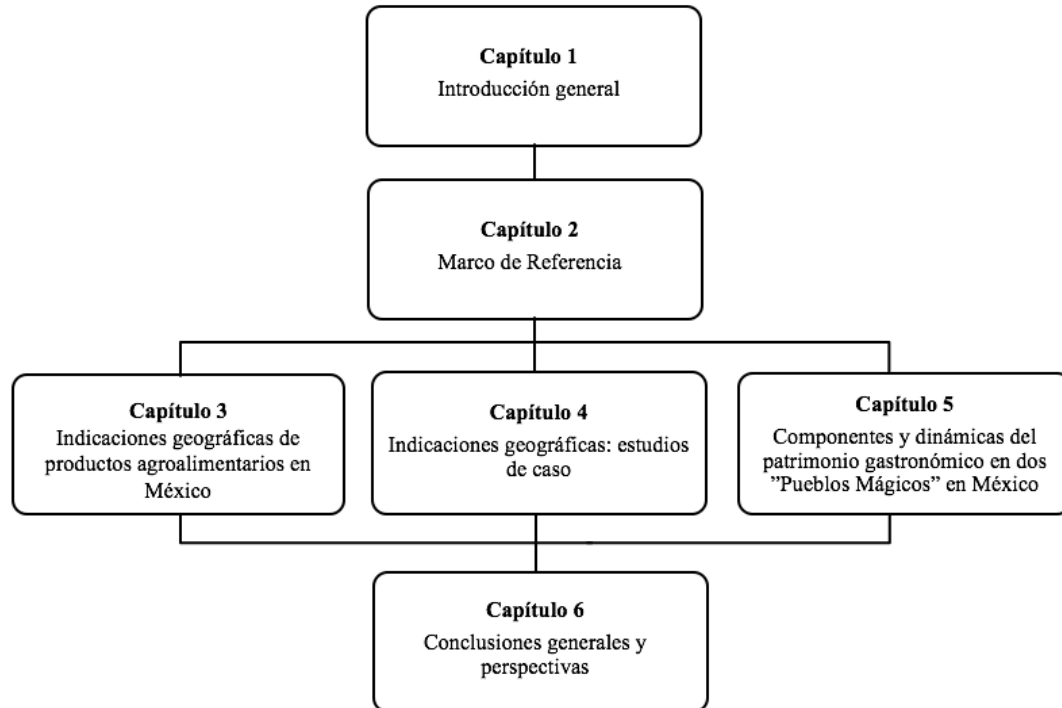 Capítulo 1
Introducción general
Capítulo 2
Marco de Referencia
Capítulo 3
Indicaciones geográficas de
productos agroalimentarios en
México
Capítulo 4
Indicaciones geográficas: estudios
de caso
Capítulo 5
Componentes y dinámicas del
patrimonio gastronómico en dos
”Pueblos Mágicos” en México
Capítulo 6
Conclusiones generales y
perspectivas